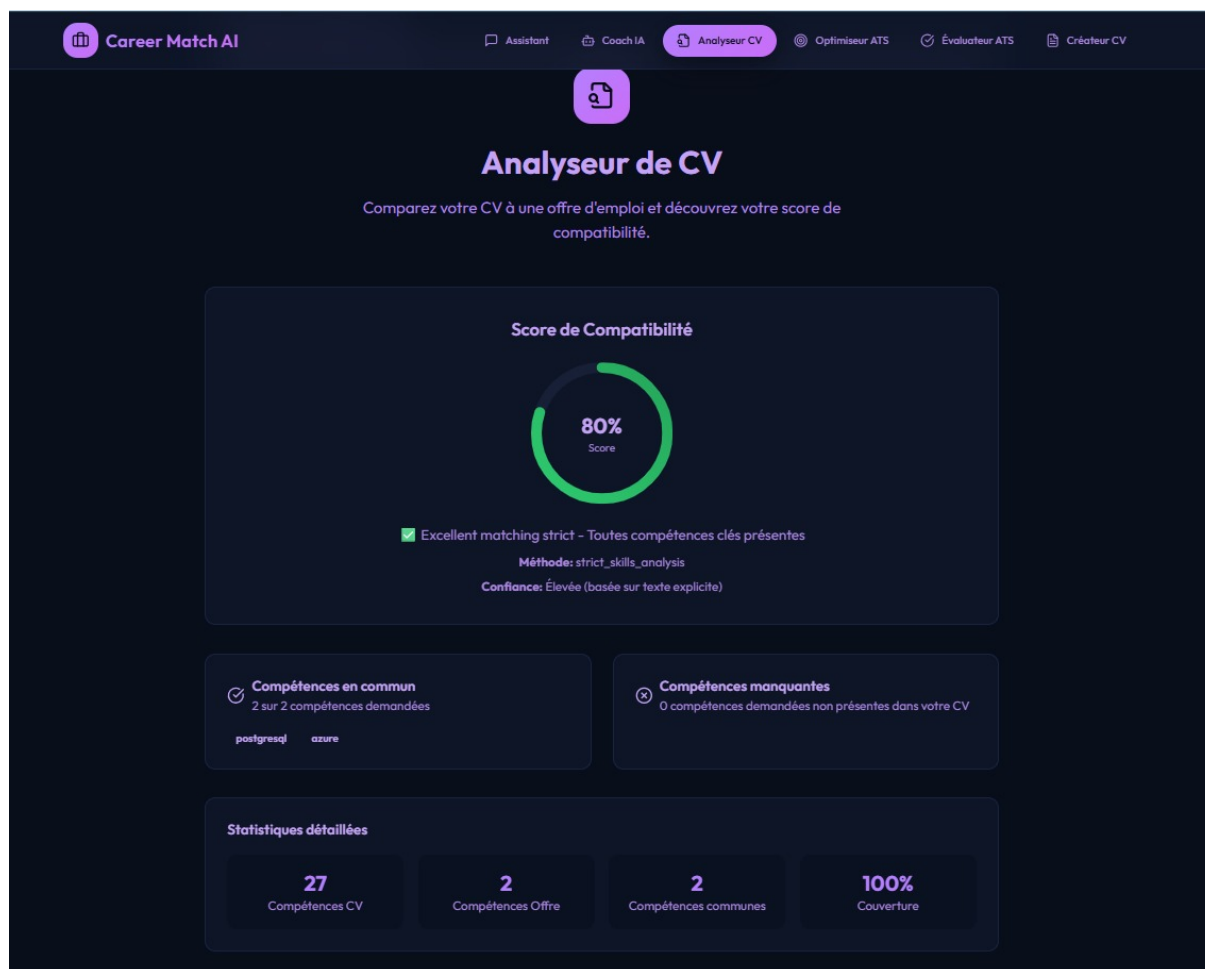 Career Match AI
Assistant
Coach IA
Analyseur CV
Optimiseur ATS
Évaluateur ATS
Créateur CV
Analyseur de CV
Comparez votre CV à une offre d'emploi et découvrez votre score de
compatibilité.
Score de Compatibilité
80%
Score
✅ Excellent matching strict - Toutes compétences clés présentes
Méthode: strict_skills_analysis
Confiance: Élevée (basée sur texte explicite)
Compétences en commun
2 sur 2 compétences demandées
postgresql azure
Compétences manquantes
0 compétences demandées non présentes dans votre CV
Statistiques détaillées
27
Compétences CV
2
Compétences Offre
2
Compétences communes
100%
Couverture